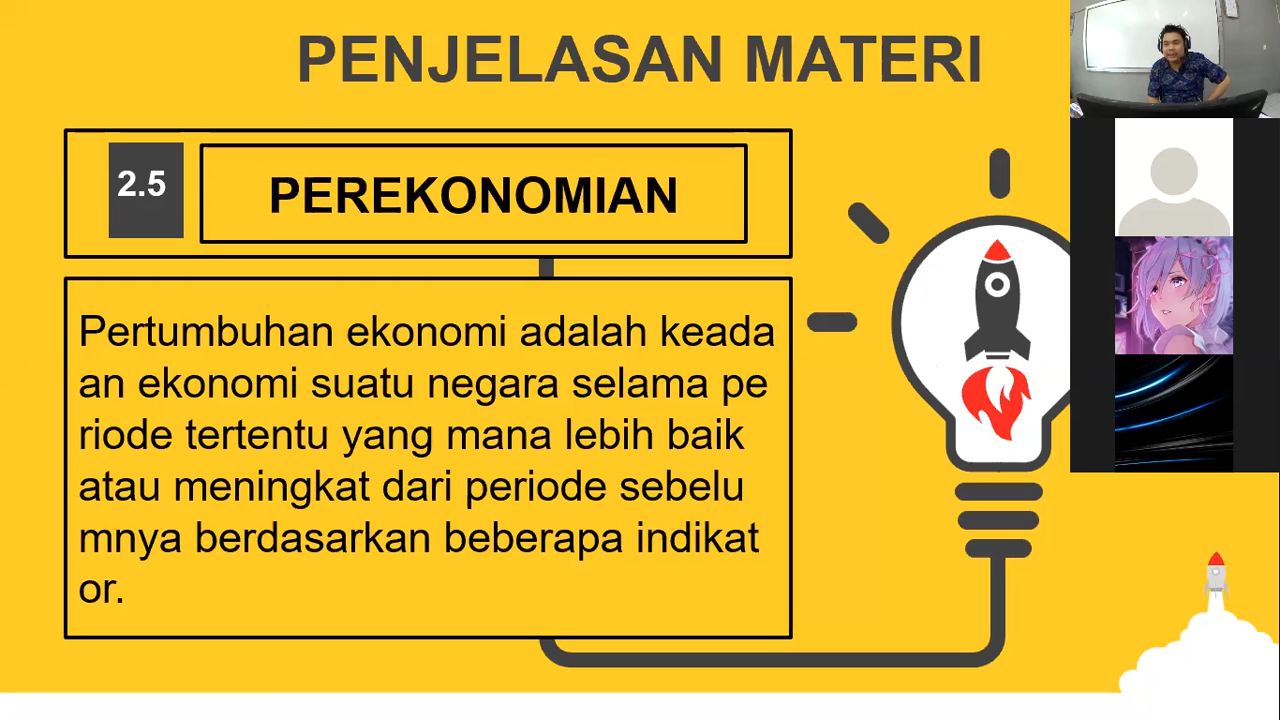 PENJELASAN MATERI
2.5
PEREKONOMIAN
Pertumbuhan ekonomi adalah keada
an ekonomi suatu negara selama pe
riode tertentu yang mana lebih baik
atau meningkat dari periode sebelu
mnya berdasarkan beberapa indikat
or.